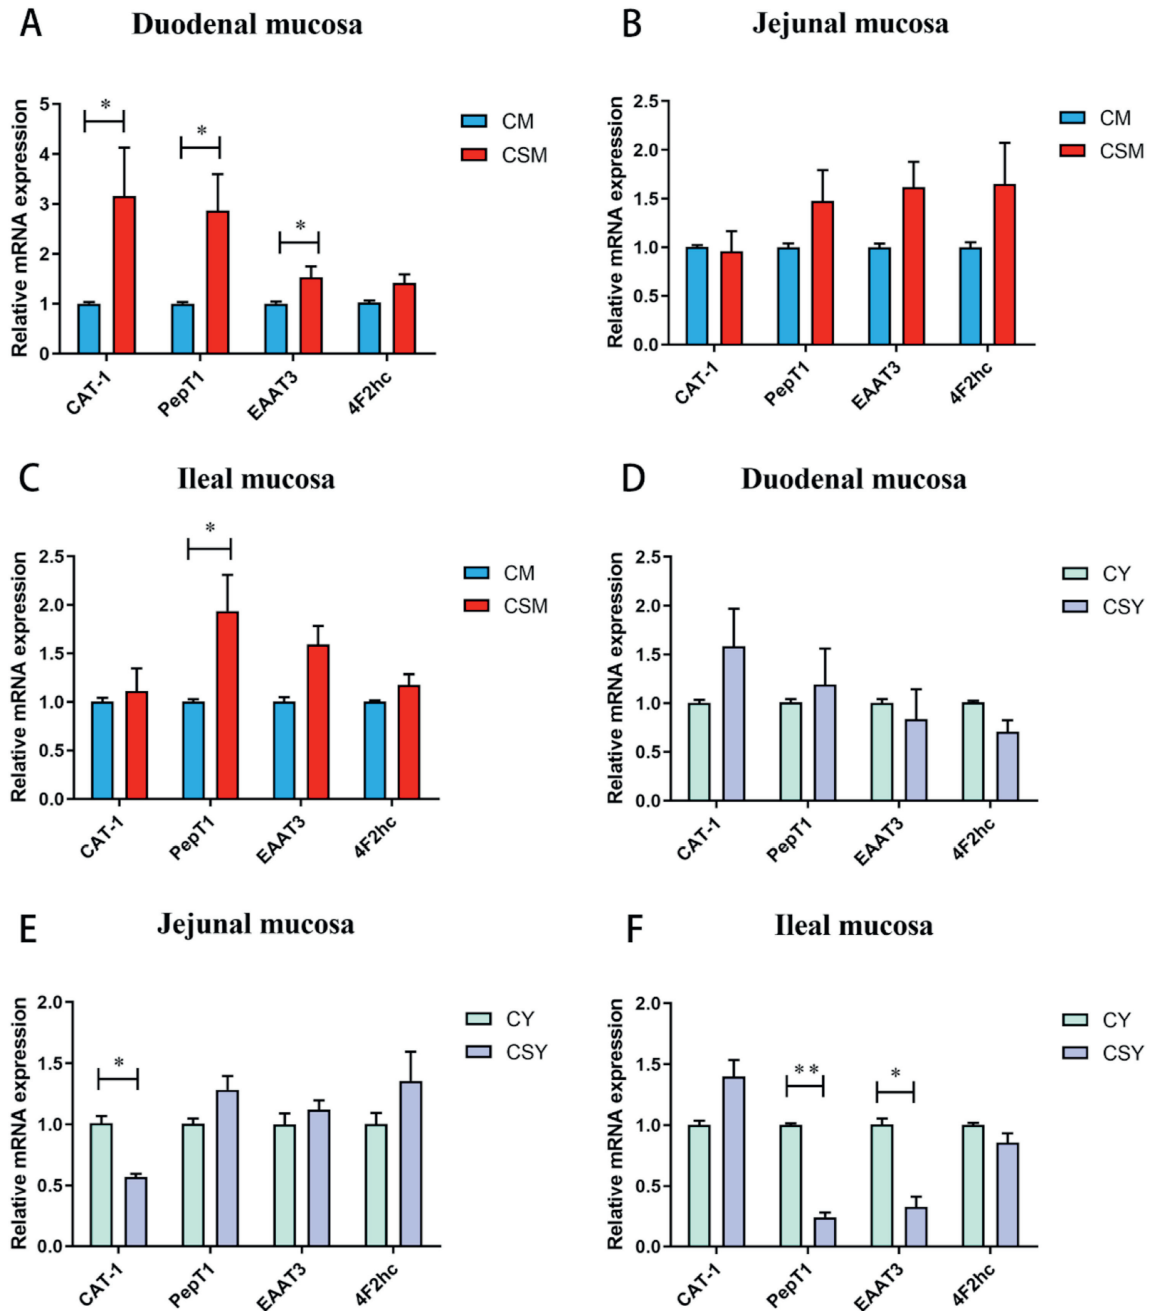 A
Duodenal mucosa
Relative mRNA expression
5
4
3
2
1
0
*
*
*
CM
CSM
CAT-1
PepT1
EAAT3
4F2hc
B
Jejunal mucosa
Relative mRNA expression
2.5
2.0
1.5
1.0
0.5
0.0
CM
CSM
CAT-1
PepT1
EAAT3
4F2hc
C
Ileal mucosa
Relative mRNA expression
2.5
2.0
1.5
1.0
0.5
0.0
*
CM
CSM
CAT-1
PepT1
EAAT3
4F2hc
D
Duodenal mucosa
Relative mRNA expression
2.5
2.0
1.5
1.0
0.5
0.0
CY
CSY
CAT-1
PepT1
EAAT3
4F2hc
E
Jejunal mucosa
Relative mRNA expression
2.0
1.5
1.0
0.5
0.0
*
CY
CSY
CAT-1
PepT1
EAAT3
4F2hc
F
Ileal mucosa
Relative mRNA expression
2.0
1.5
1.0
0.5
0.0
**
*
CY
CSY
CAT-1
PepT1
EAAT3
4F2hc